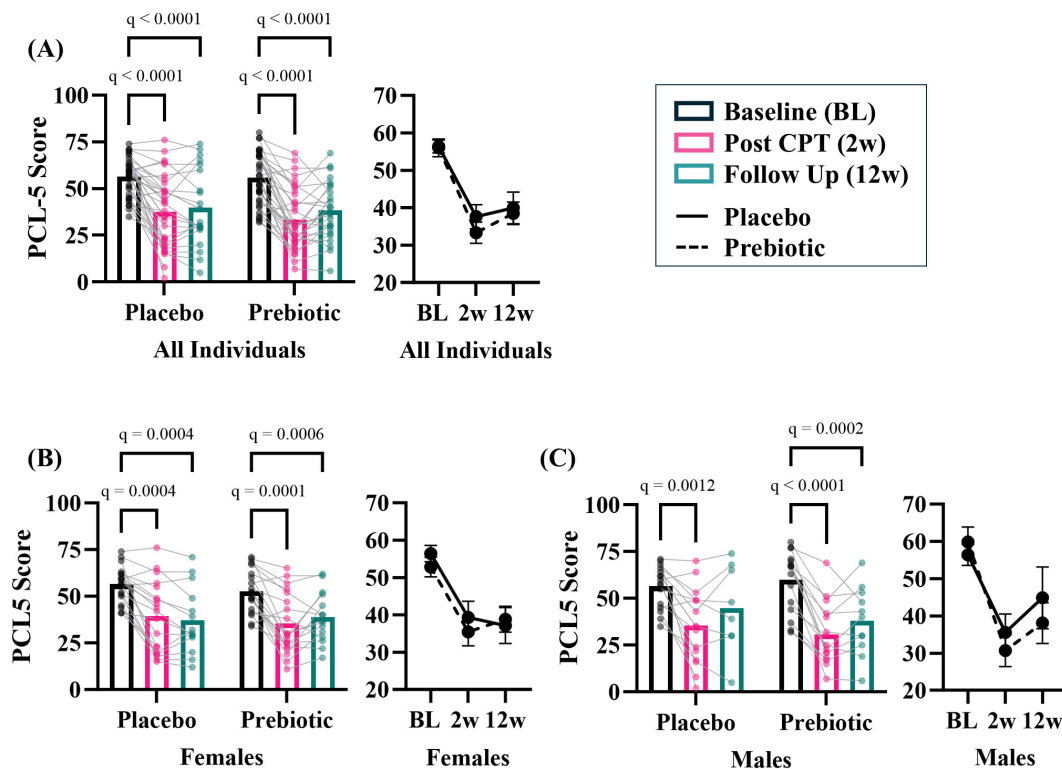 (A)
q < 0.0001
q < 0.0001
q < 0.0001
q < 0.0001
PCL-5 Score
100
75
50
25
0
Placebo
Prebiotic
All Individuals
70
60
50
40
30
20
BL 2w 12w
All Individuals
Baseline (BL)
Post CPT (2w)
Follow Up (12w)
Placebo
Prebiotic
(B)
q = 0.0004
q = 0.0006
q = 0.0004
q = 0.0001
PCL5 Score
100
75
50
25
0
Placebo
Prebiotic
Females
70
60
50
40
30
20
BL 2w 12w
Females
(C)
q = 0.0002
q = 0.0012
q < 0.0001
PCL5 Score
100
75
50
25
0
Placebo
Prebiotic
Males
70
60
50
40
30
20
BL 2w 12w
Males